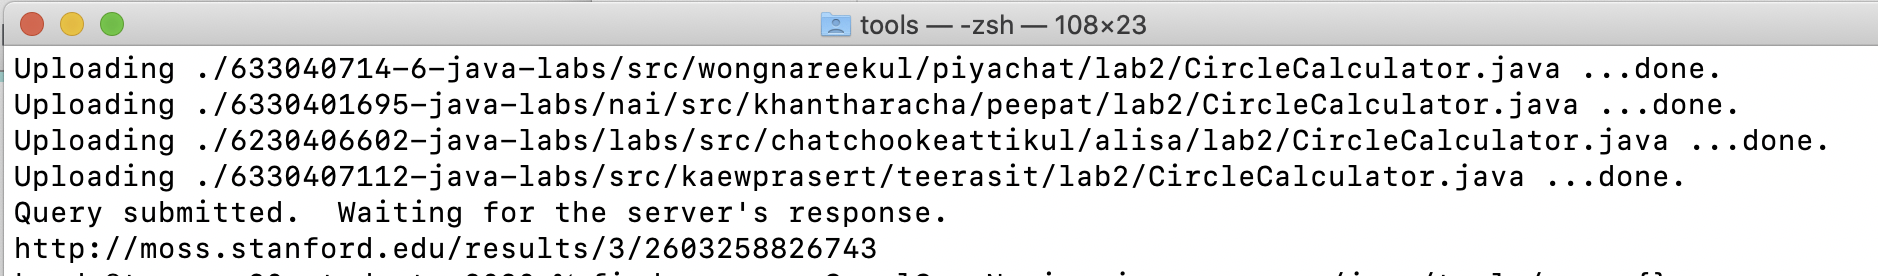 tools — -zsh — 108×23
Uploading ./633040714-6-java-labs/src/wongnareekul/piyachat/lab2/CircleCalculator.java ...done.
Uploading ./6330401695-java-labs/nai/src/khantharacha/peepat/lab2/CircleCalculator.java ...done.
Uploading ./6230406602-java-labs/labs/src/chatchookeattikul/alisa/lab2/CircleCalculator.java ...done.
Uploading ./6330407112-java-labs/src/kaewprasert/teerasit/lab2/CircleCalculator.java ...done.
Query submitted.  Waiting for the server's response.
http://moss.stanford.edu/results/3/2603258826743